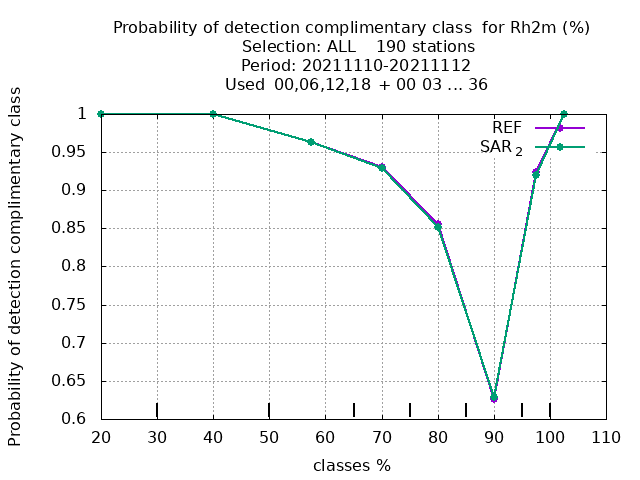 Probability of detection complimentary class  for Rh2m (%)
Selection: ALL    190 stations
Period: 20211110-20211112
Used  00,06,12,18 + 00 03 ... 36
Probability of detection complimentary class
1
0.95
0.9
0.85
0.8
0.75
0.7
0.65
0.6
REF
SAR 2
20 30 40 50 60 70 80 90 100 110
classes %